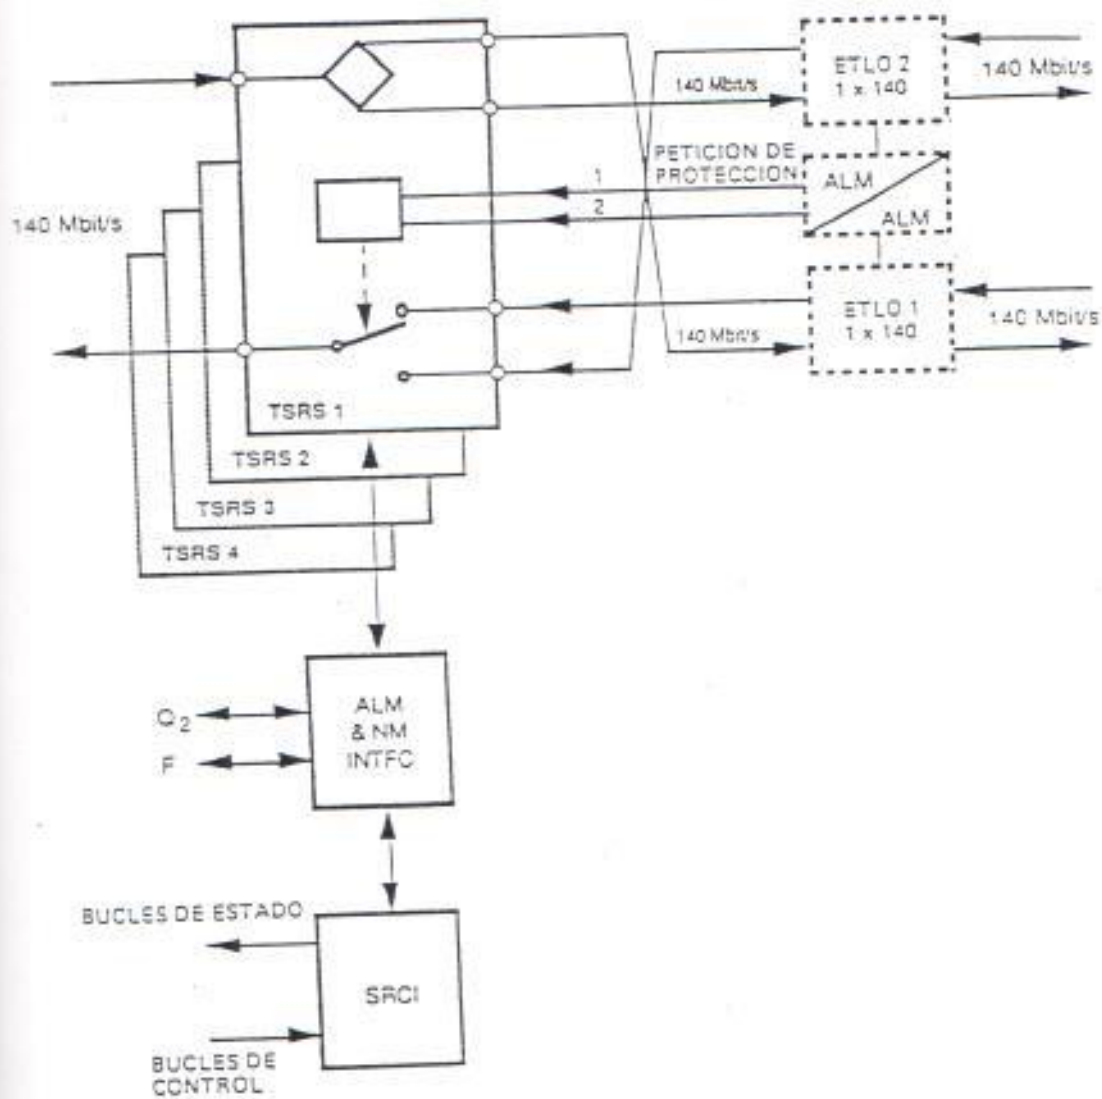 ETLO 2
1 x 140
140 Mbit/s
140 Mbit/s
PETICION DE
PROTECCION
1
2
ALM
ALM
140 Mbit/s
ETLO 1
1 x 140
140 Mbit/s
140 Mbit/s
TSRS 1
TSRS 2
TSRS 3
TSRS 4
ALM
& NM
INTFC
Q2
F
BUCLES DE ESTADO
SRCI
BUCLES DE
CONTROL